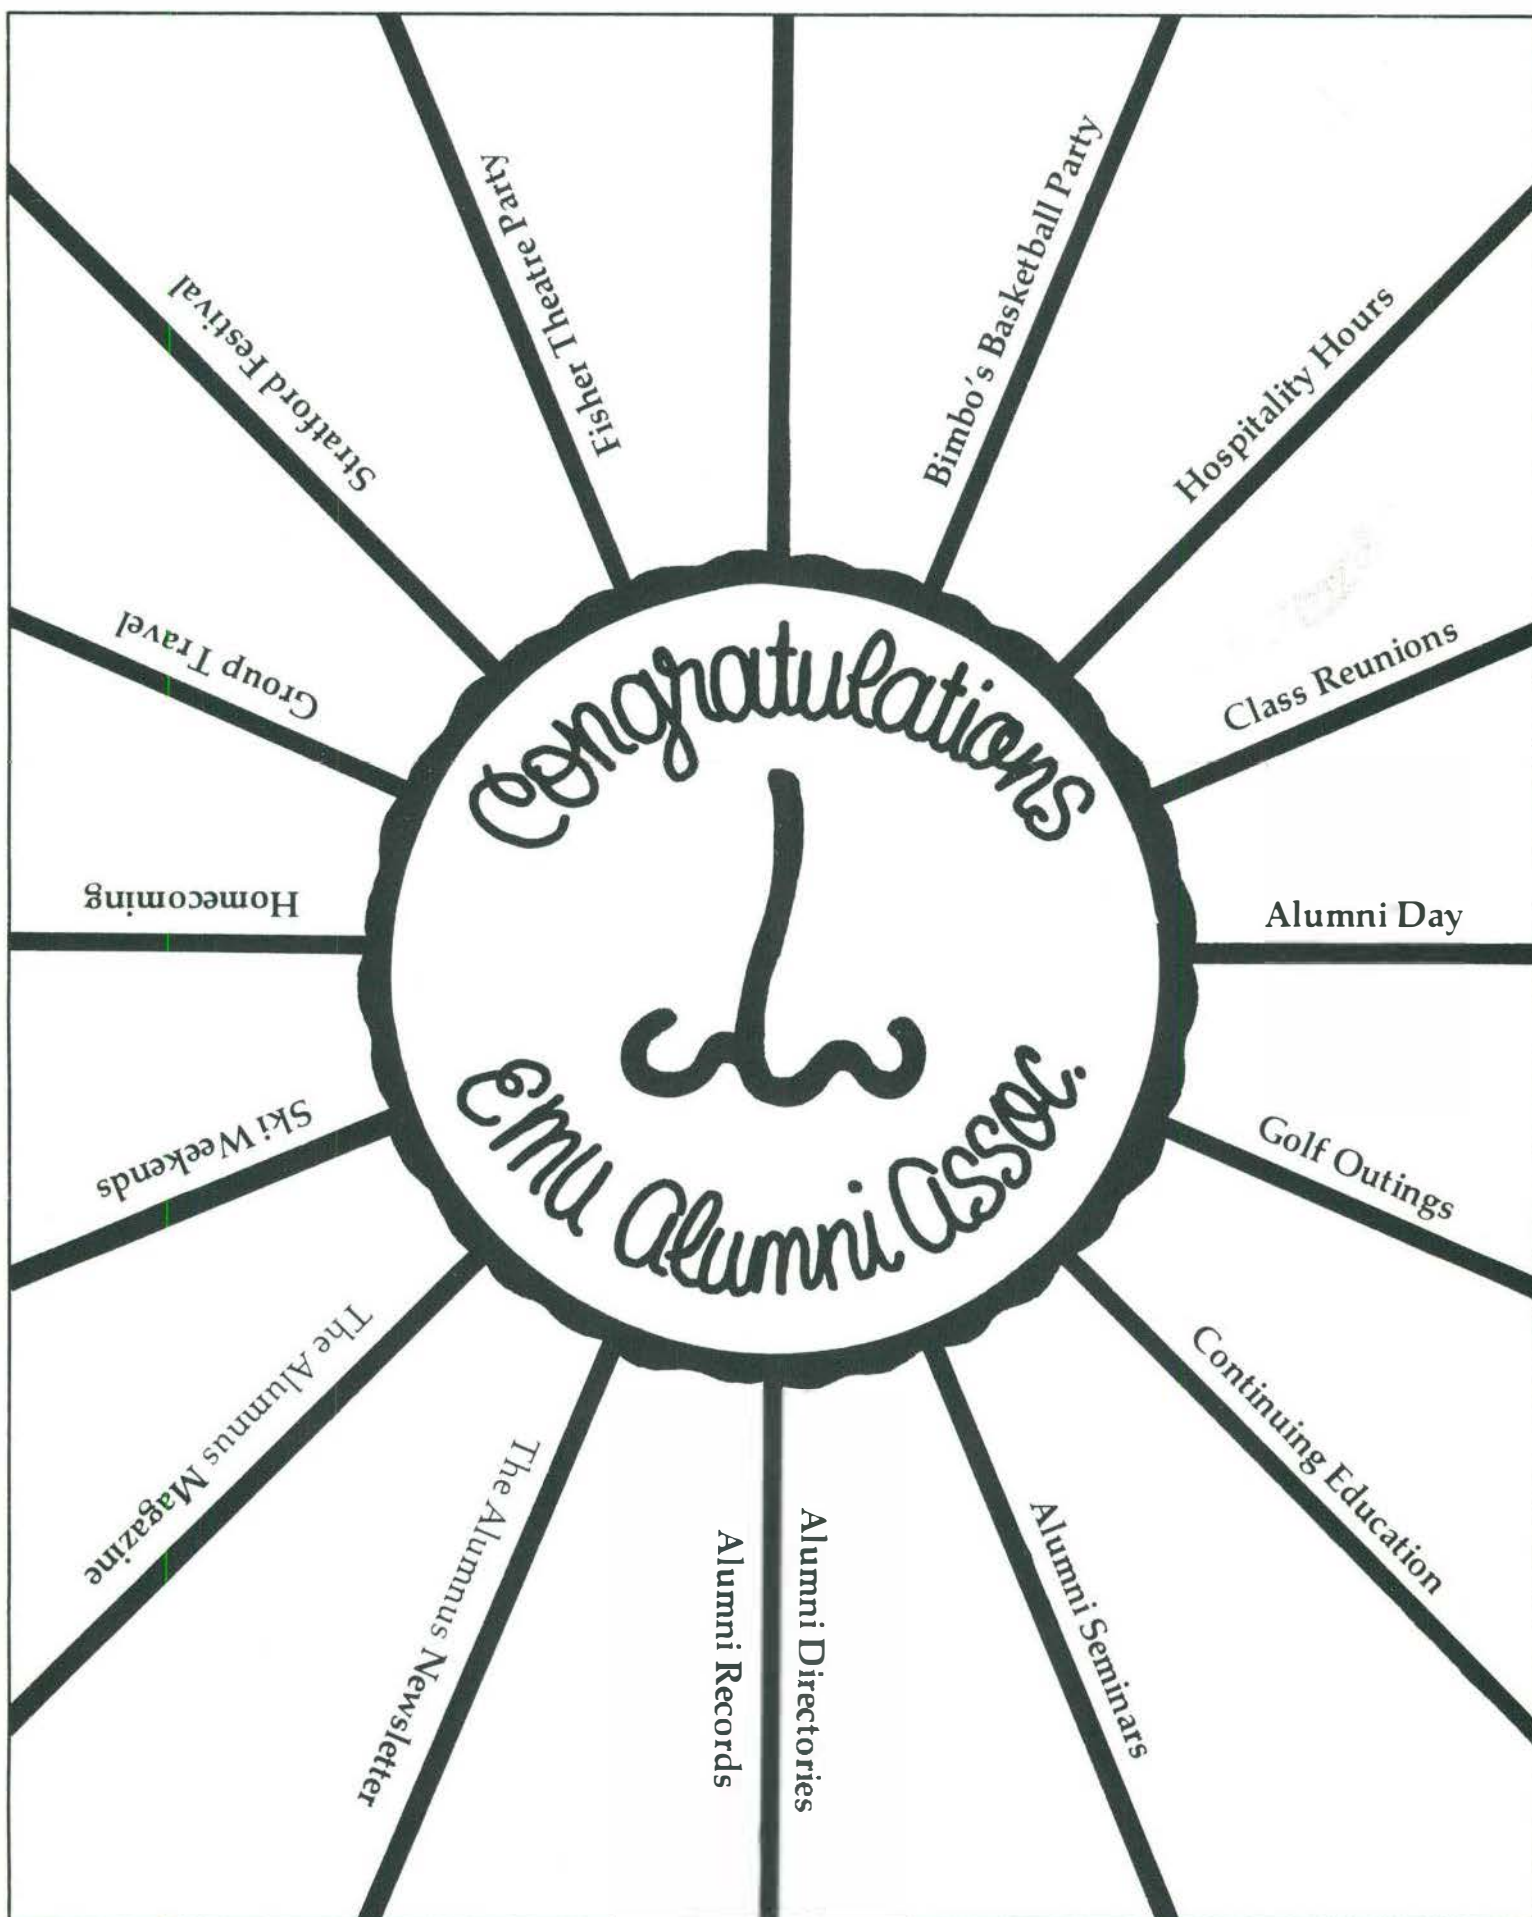 Congratulations
Emu Alumni Assoc.
Bimbo's Basketball Party
Hospitality Hours
Class Reunions
Alumni Day
Golf Outings
Continuing Education
Alumni Seminars
Alumni Directories
Alumni Records
The Alumnus Newsletter
The Alumnus Magazine
Ski Weekends
Homecoming
Group Travel
Stratford Festival
Fisher Theatre Party